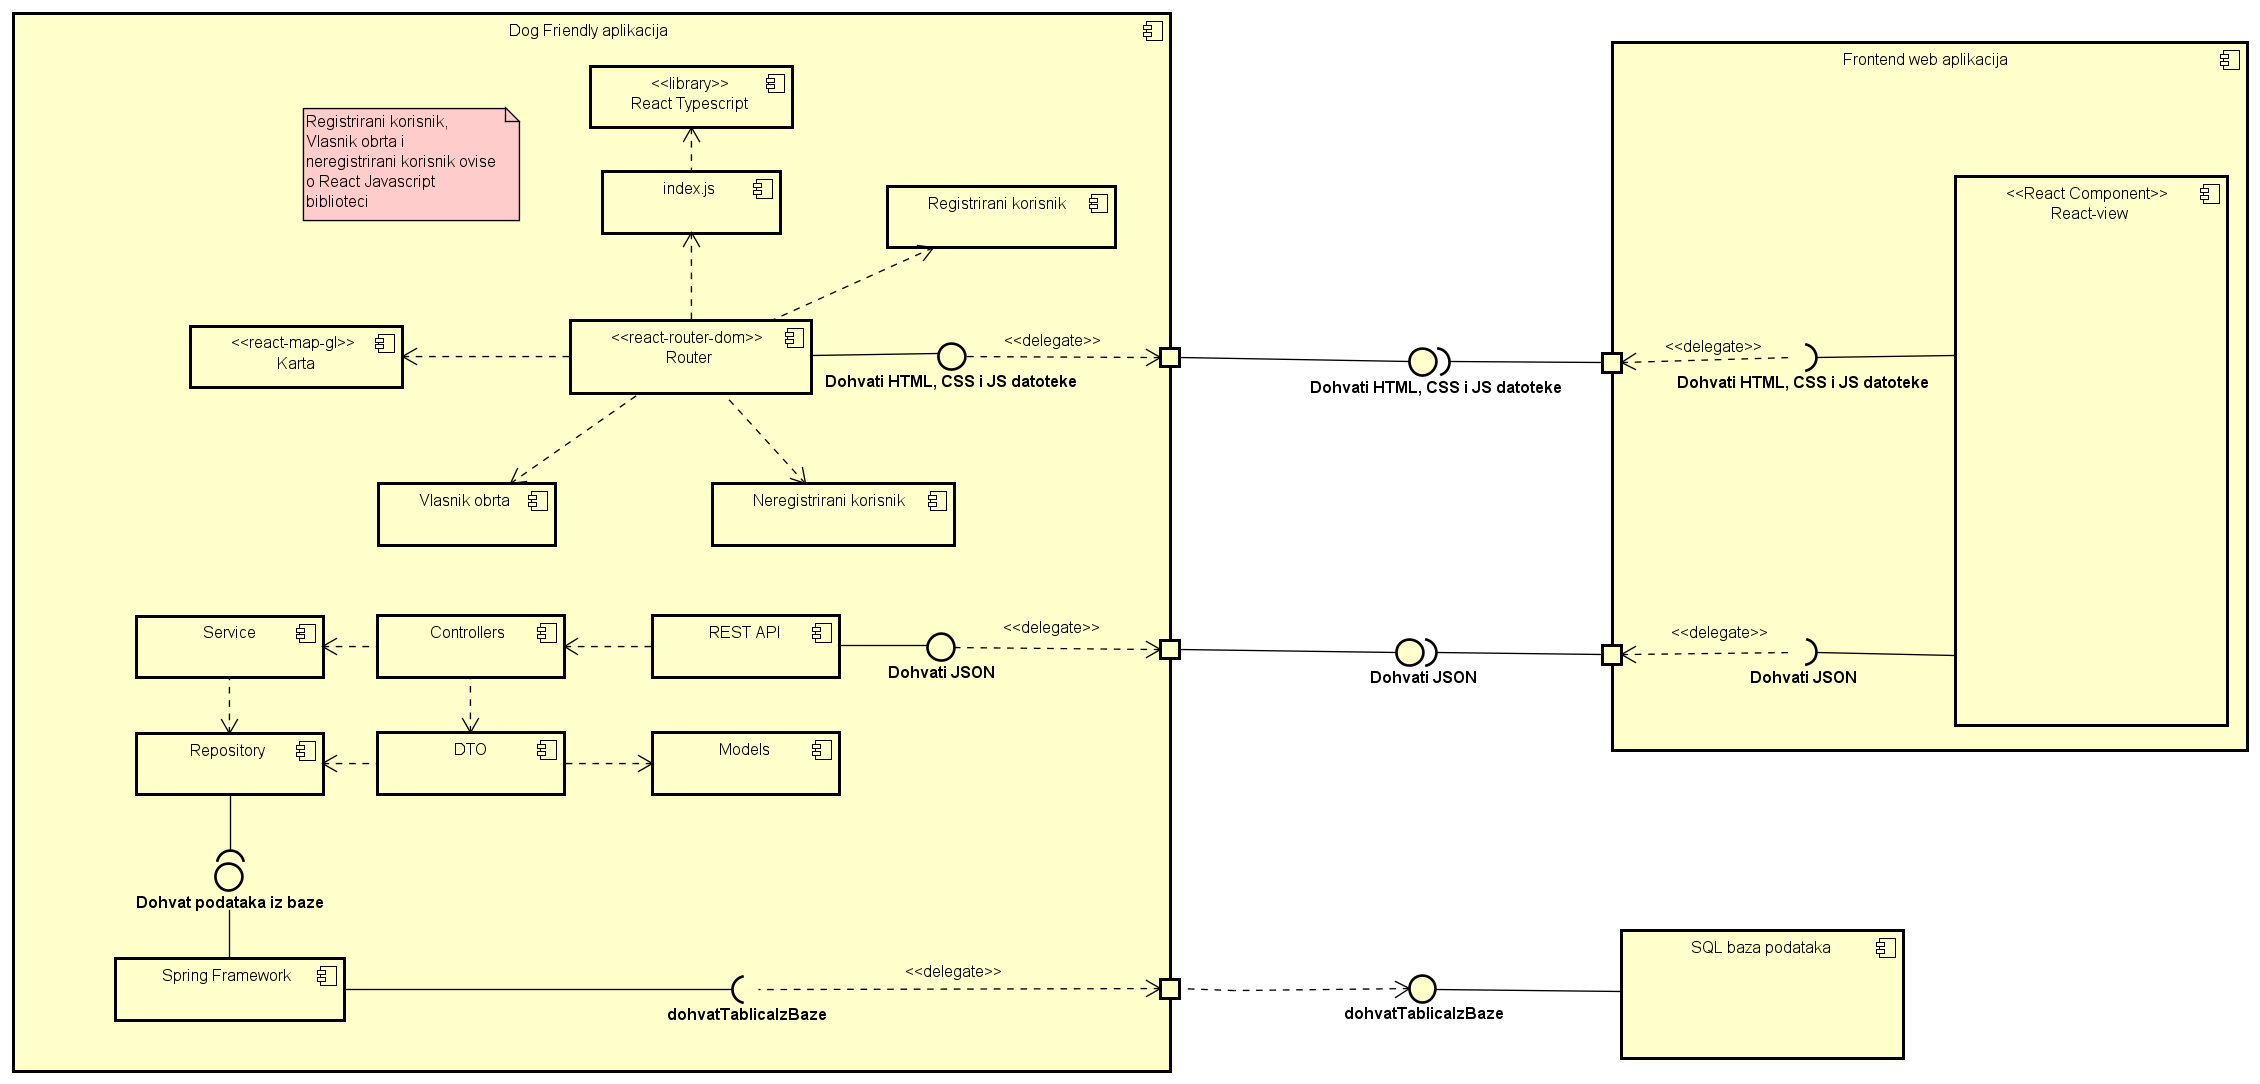 Dog Friendly aplikacija
<<library>>
React Typescript
Registrirani korisnik,
Vlasnik obrta i
neregistrirani korisnik ovise
o React Javascript
biblioteci
index.js
Registrirani korisnik
<<react-map-gl>>
Karta
<<react-router-dom>>
Router
<<delegate>>
Dohvati HTML, CSS i JS datoteke
Vlasnik obrta
Neregistrirani korisnik
Service
Controllers
REST API
<<delegate>>
Dohvati JSON
Repository
DTO
Models
Dohvat podataka iz baze
Spring Framework
<<delegate>>
dohvatTablicaIzBaze
Dohvati HTML, CSS i JS datoteke
Dohvati JSON
dohvatTablicaIzBaze
Frontend web aplikacija
<<React Component>>
React-view
<<delegate>>
Dohvati HTML, CSS i JS datoteke
<<delegate>>
Dohvati JSON
SQL baza podataka